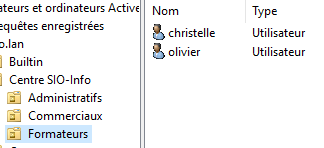 ateurs et ordinateurs Active
equêtes enregistrées
o.lan
Builtin
Centre SIO-Info
Administratifs
Commerciaux
Formateurs
Nom Type
christelle Utilisateur
olivier Utilisateur